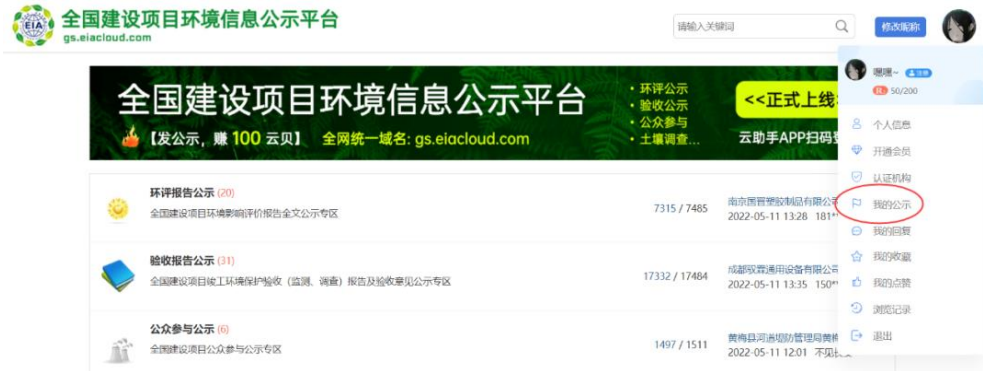 EIA
全国建设项目环境信息公示平台
gs.eiacloud.com
请输入关键词
修改昵称
嘿嘿~
注册
50/200
个人信息
开通会员
认证机构
我的公示
我的回复
我的收藏
我的点赞
浏览记录
退出
全国建设项目环境信息公示平台
【发公示，赚 100 云贝】 全网统一域名: gs.eiacloud.com
· 环评公示
· 验收公示
· 公众参与
· 土壤调查...
<<正式上线
云助手APP扫码
环评报告公示 (20)
全国建设项目环境影响评价报告全文公示专区
7315 / 7485
2022-05-11 13:28 181*
验收报告公示 (31)
全国建设项目竣工环境保护验收（监测、调查）报告及验收意见公示专区
17332 / 17484
成都驭霖通用设备有限公
2022-05-11 13:35 150*
公众参与公示 (6)
全国建设项目公众参与公示专区
1497 / 1511
黄梅县河道堤防管理局黄梅
2022-05-11 12:01